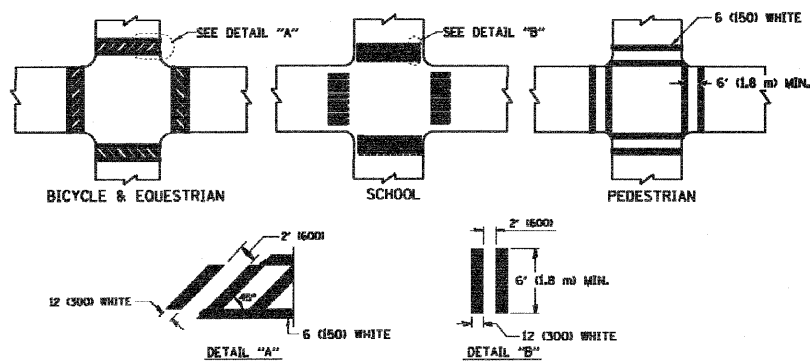 SEE DETAIL "A"
SEE DETAIL "B"
6 (150) WHITE
6' (1.8 m) MIN.
BICYCLE & EQUESTRIAN
SCHOOL
PEDESTRIAN
2' (600)
12 (300) WHITE
45°
6 (150) WHITE
DETAIL "A"
2' (600)
6' (1.8 m) MIN.
12 (300) WHITE
DETAIL "B"